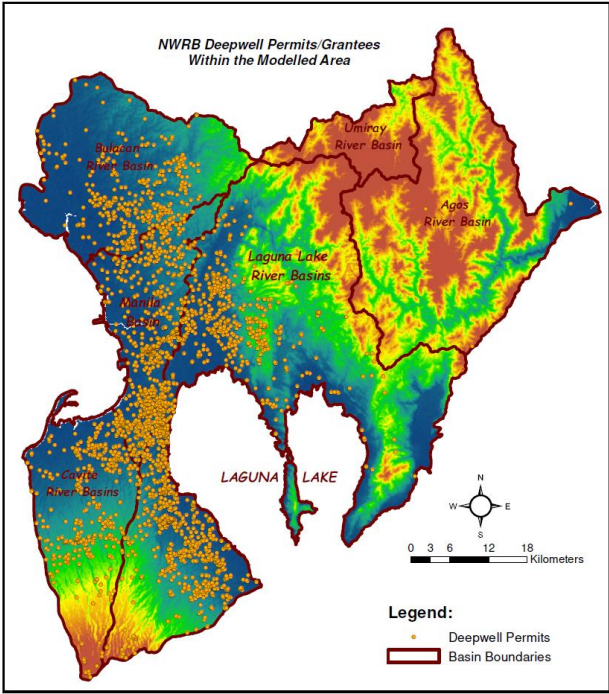 NWRB Deepwell Permits/Grantees
Within the Modelled Area
Bulacan
River Basin
Umiray
River Basin
Agos
River Basin
Laguna Lake
River Basins
Manila
Basin
Cavite
River Basins
LAGUNA LAKE
N
W E
S
0 3 6 12 18
Kilometers
Legend:
Deepwell Permits
Basin Boundaries